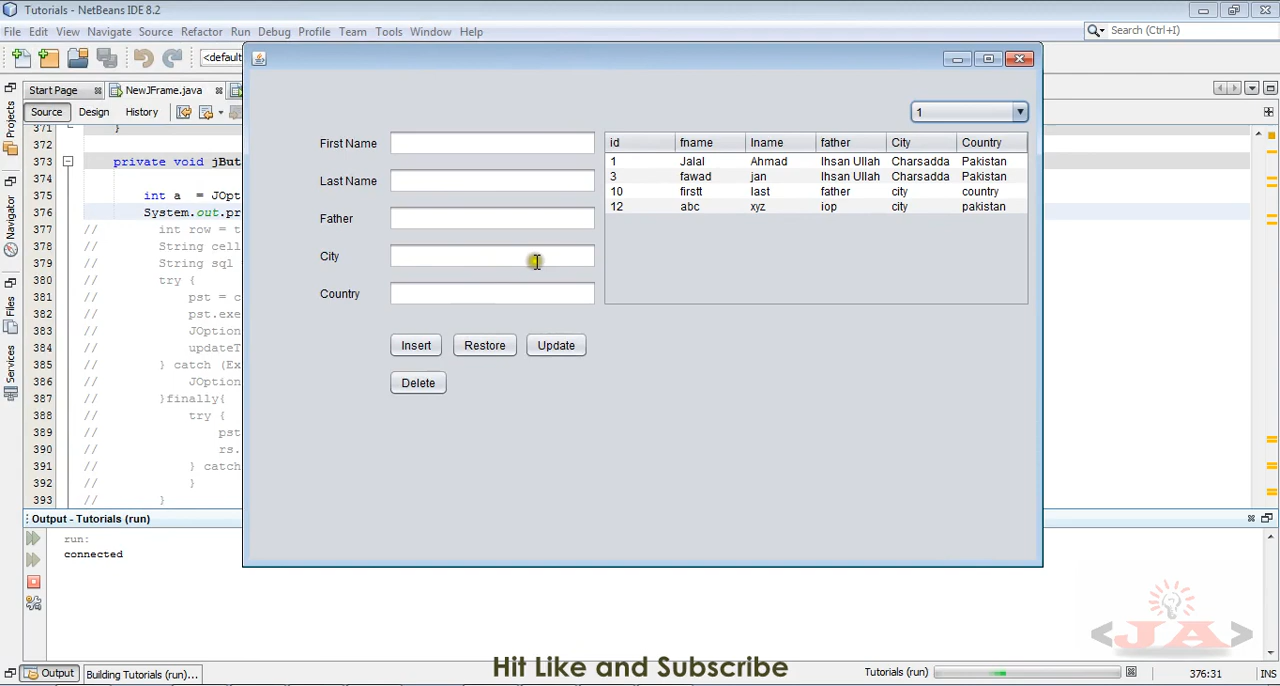 Tutorials - NetBeans IDE 8.2
File Edit View Navigate Source Refactor Run Debug Profile Team Tools Window Help
Search (Ctrl+I)
<default
Start Page NewJFrame.java
Source Design History
371 }
372
373 private void jBut
374
375 int a = JOpt
376 System.out.pr
377 // int row = t
378 // String cell
379 // String sql
380 // try {
381 // pst = c
382 // pst.exe
383 // JOption
384 // updateT
385 // } catch (Ex
386 // JOption
387 // }finally{
388 // try {
389 // pst
390 // rs.
391 // } catch
392 // }
393 // }
Projects
Navigator
Files
Services
1
First Name
Last Name
Father
City
Country
id fname lname father City Country
1 Jalal Ahmad Ihsan Ullah Charsadda Pakistan
3 fawad jan Ihsan Ullah Charsadda Pakistan
10 firstt last father city country
12 abc xyz iop city pakistan
Insert Restore Update
Delete
Output - Tutorials (run)
run:
connected
<JA>
Hit Like and Subscribe
Output Building Tutorials (run)... Tutorials (run) 376:31 INS